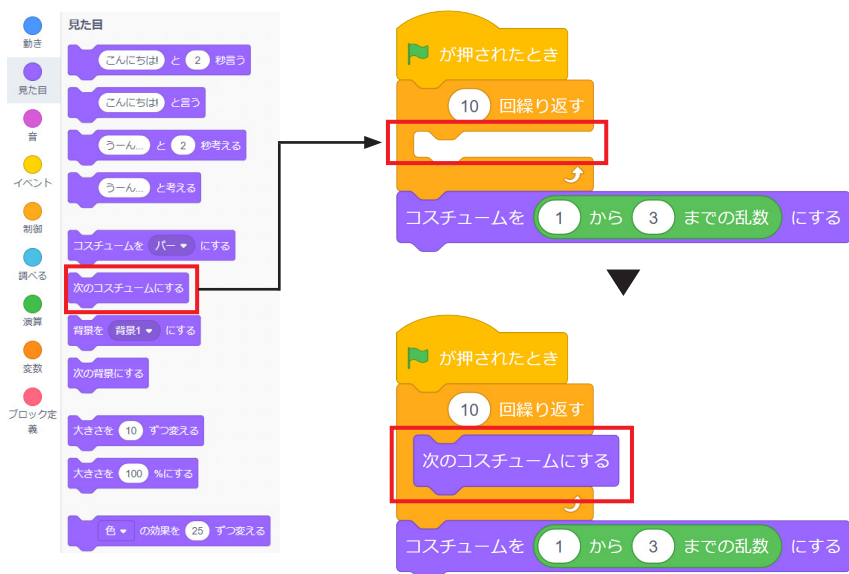 動き
見た目
音
イベント
制御
調べる
演算
変数
ブロック定
義
見た目
こんにちは! と 2 秒言う
こんにちは! と言う
うーん... と 2 秒考える
うーん... と考える
コスチュームを パー にする
次のコスチュームにする
背景を 背景1 にする
次の背景にする
大きさを 10 ずつ変える
大きさを 100 %にする
色 の効果を 25 ずつ変える
が押されたとき
10 回繰り返す
コスチュームを 1 から 3 までの乱数 にする
が押されたとき
10 回繰り返す
次のコスチュームにする
コスチュームを 1 から 3 までの乱数 にする